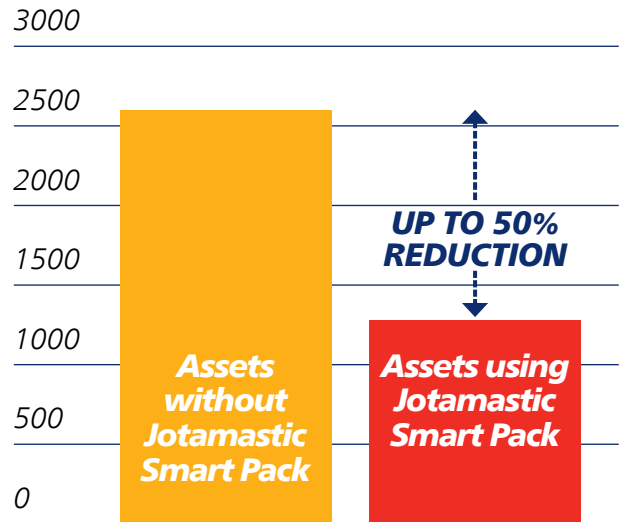 3000
2500
2000
1500
1000
500
0
UP TO 50%
REDUCTION
Assets
without
Jotamastic
Smart Pack
Assets using
Jotamastic
Smart Pack